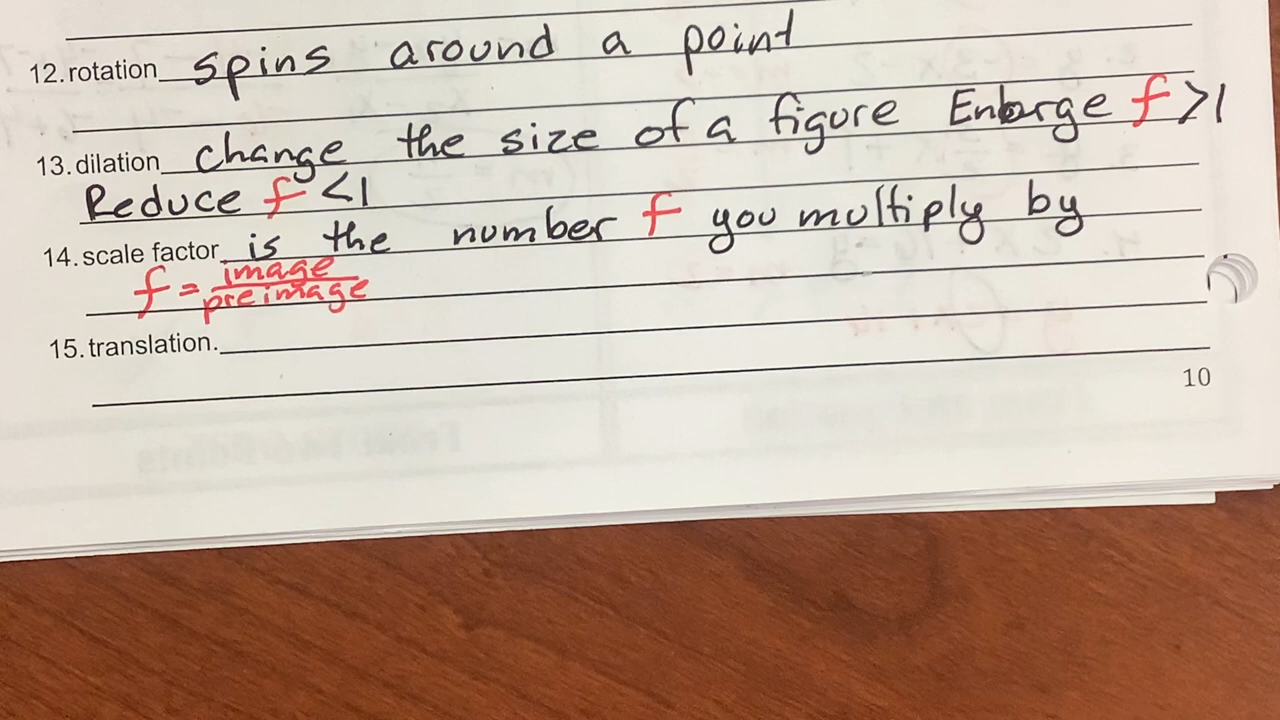 12. rotation spins around a point
13. dilation change the size of a figure Enlarge f >1
Reduce f <1
14. scale factor is the number f you multiply by
f = image
preimage
15. translation.
10